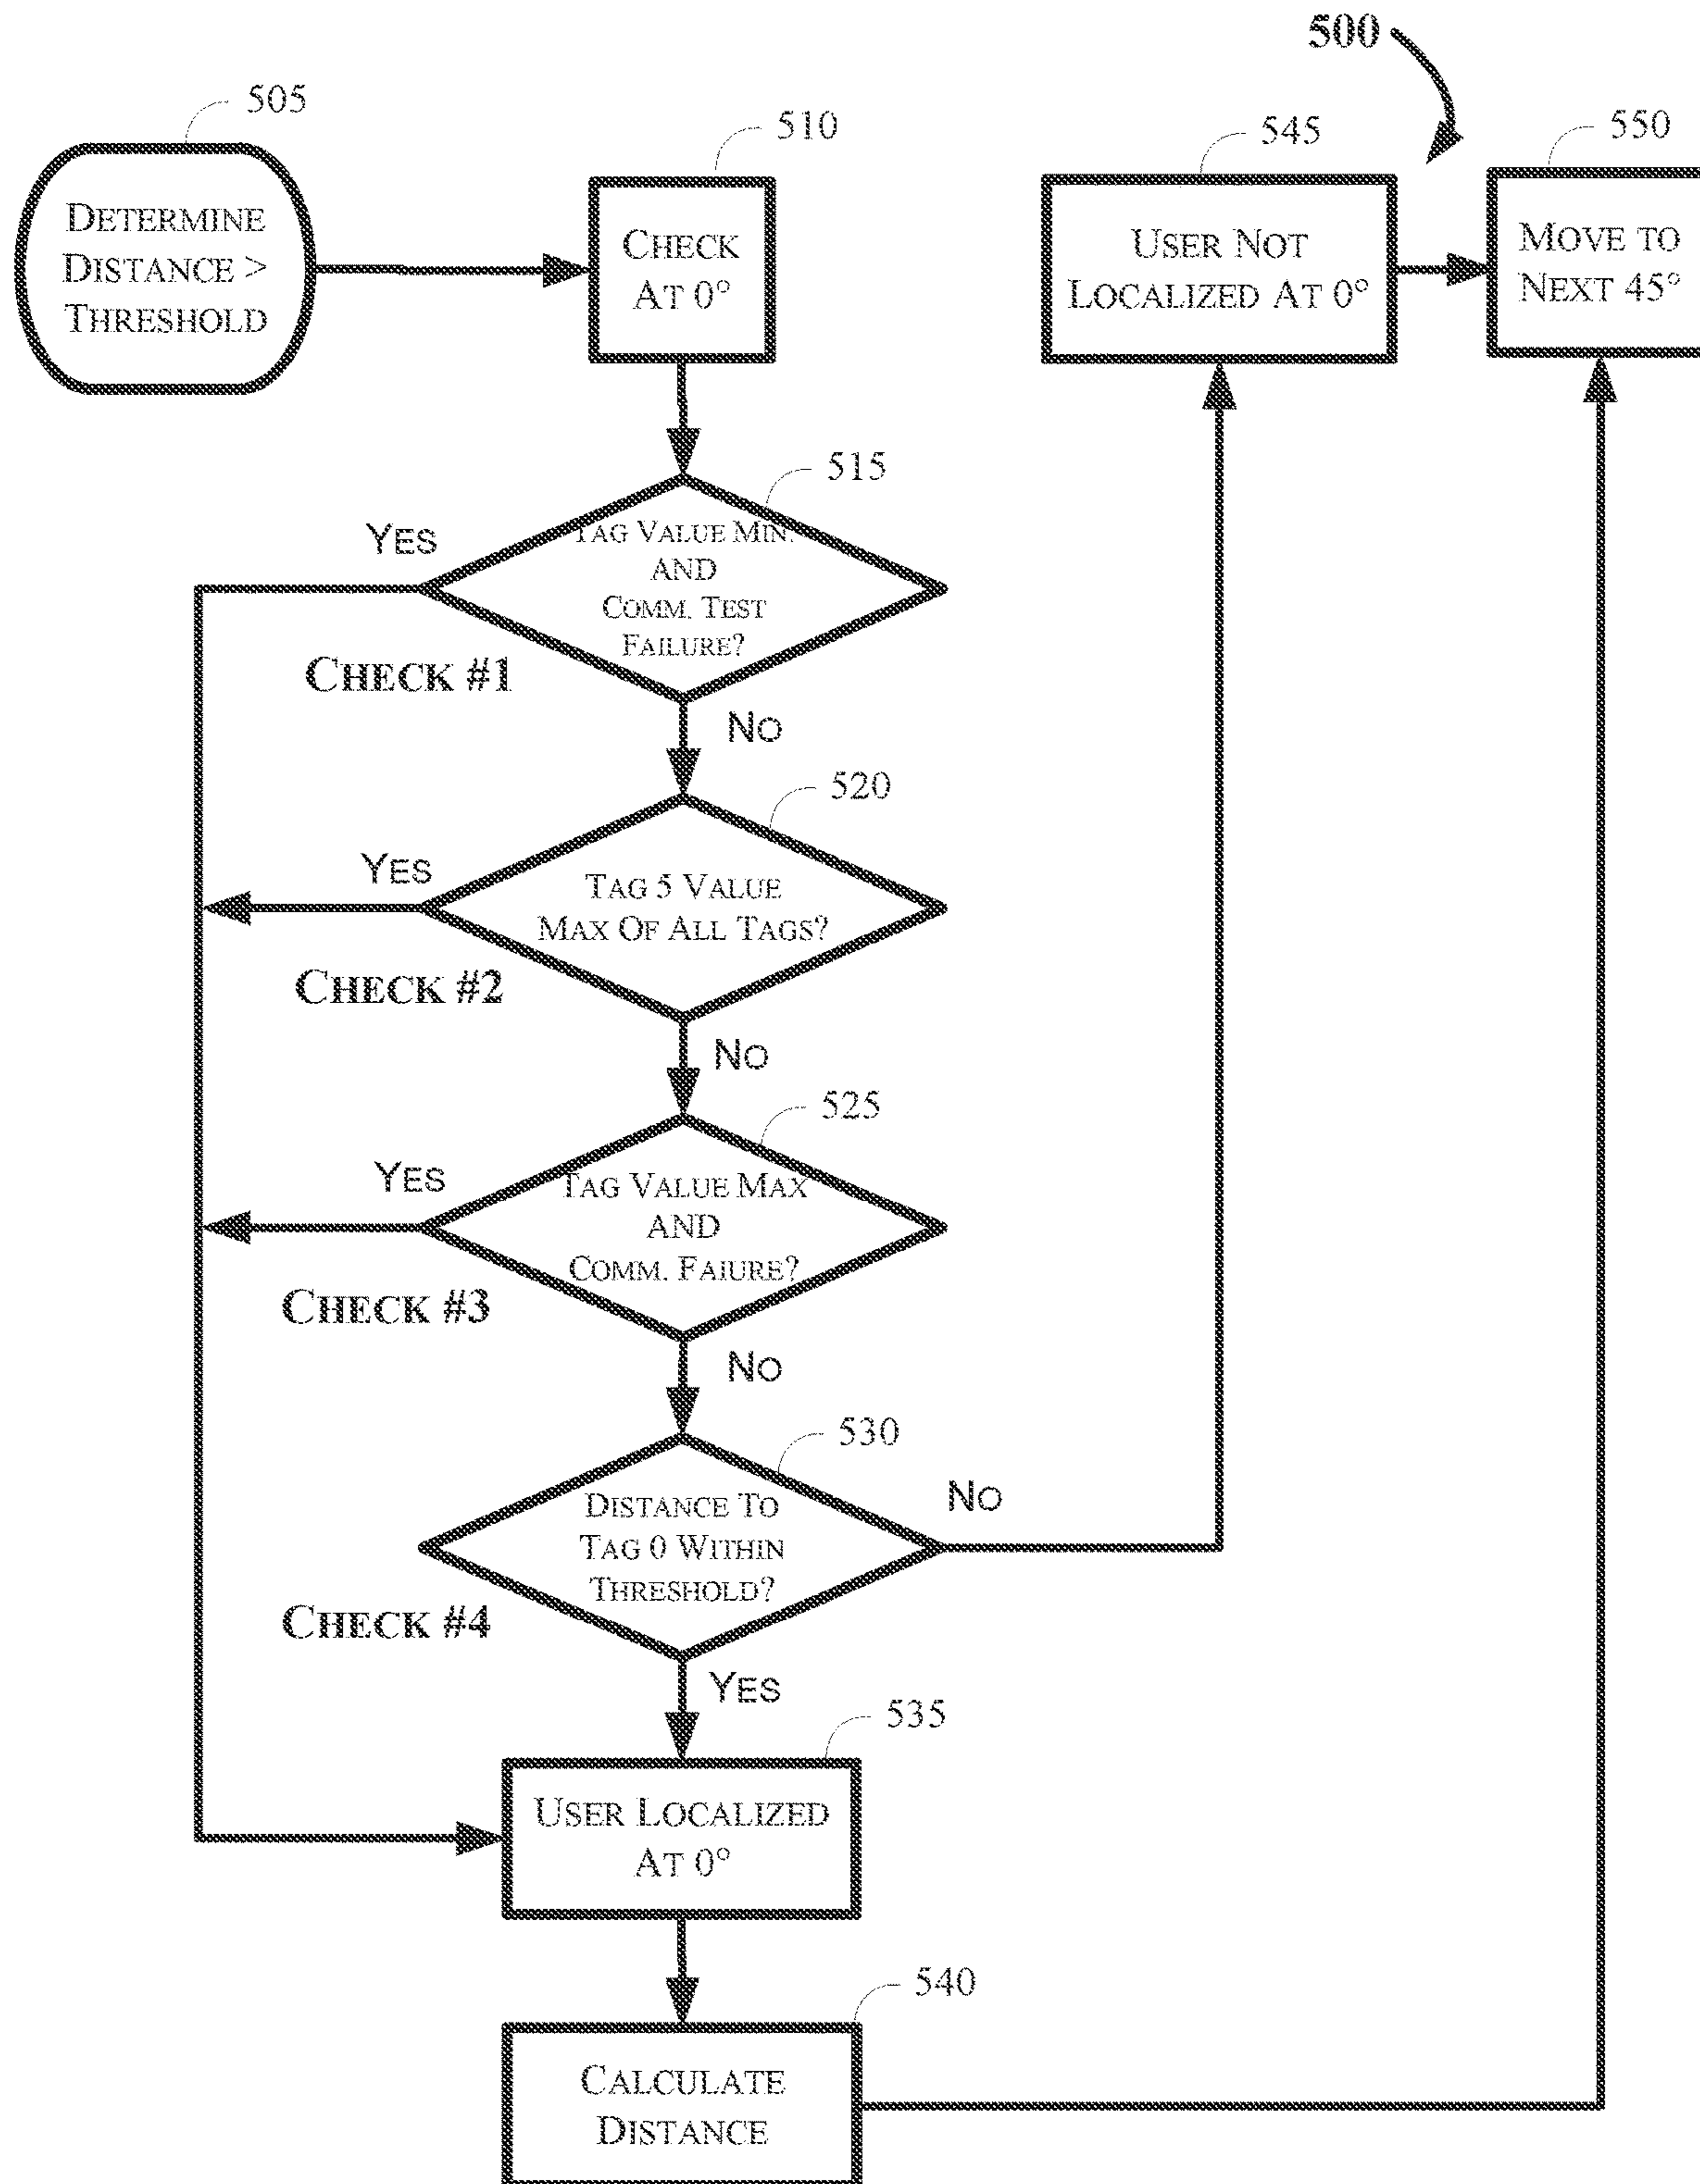 500
505
DETERMINE
DISTANCE >
THRESHOLD
510
CHECK
AT 0°
545
USER NOT
LOCALIZED AT 0°
550
MOVE TO
NEXT 45°
515
TAG VALUE MIN.
AND
COMM. TEST
FAILURE?
YES
CHECK #1
NO
520
TAG 5 VALUE
MAX OF ALL TAGS?
YES
CHECK #2
NO
525
TAG VALUE MAX
AND
COMM. FAIURE?
YES
CHECK #3
NO
530
DISTANCE TO
TAG 0 WITHIN
THRESHOLD?
NO
CHECK #4
YES
535
USER LOCALIZED
AT 0°
540
CALCULATE
DISTANCE